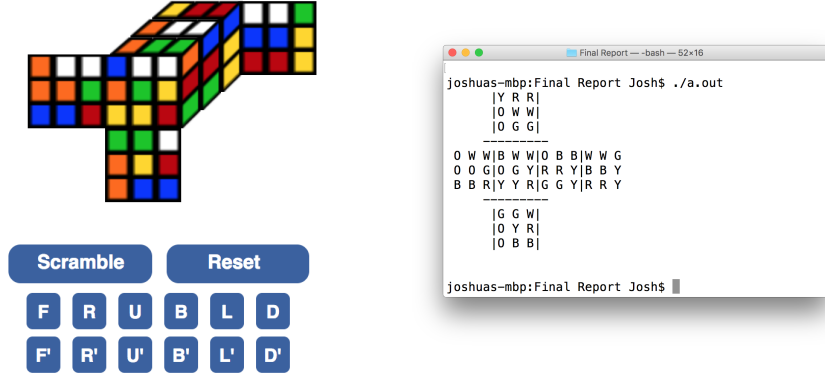 Scramble Reset
F R U B L D
F' R' U' B' L' D'
Final Report — -bash — 52×16
joshuas-mbp:Final Report Josh$ ./a.out
|Y R R|
|O W W|
|O G G|
---------
O W W|B W W|O B B|W W G
O O G|O G Y|R R Y|B B Y
B B R|Y Y R|G G Y|R R Y
---------
|G G W|
|O Y R|
|O B B|
joshuas-mbp:Final Report Josh$